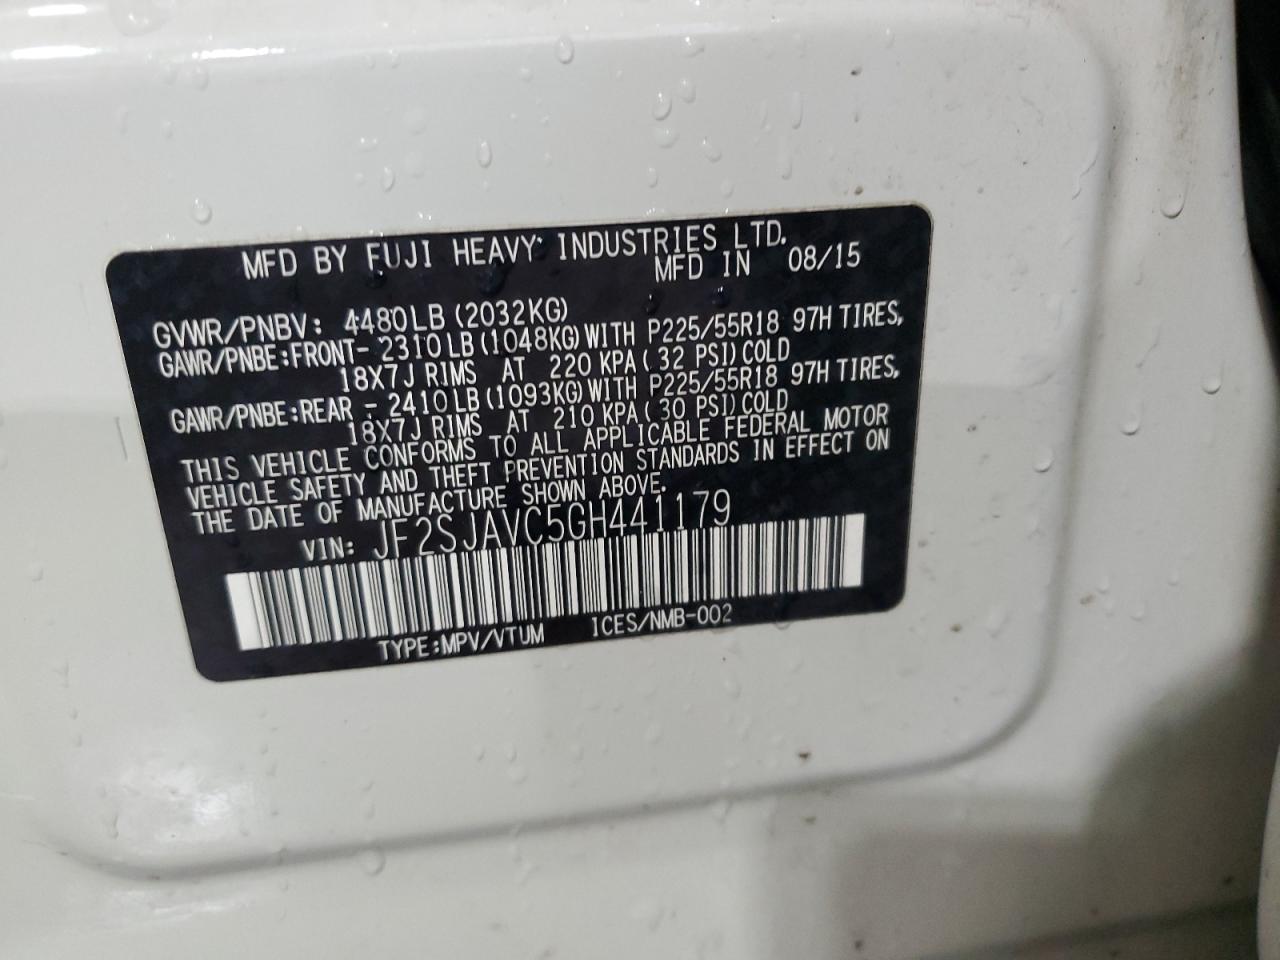 MFD BY FUJI HEAVY INDUSTRIES LTD.
MFD IN 08/15
GVWR/PNBV: 4480LB (2032KG)
GAWR/PNBE:FRONT- 2310LB (1048KG) WITH P225/55R18 97H TIRES,
18X7J RIMS AT 220 KPA ( 32 PSI) COLD
GAWR/PNBE:REAR - 2410LB (1093KG) WITH P225/55R18 97H TIRES,
18X7J RIMS AT 210 KPA ( 30 PSI) COLD
THIS VEHICLE CONFORMS TO ALL APPLICABLE FEDERAL MOTOR
VEHICLE SAFETY AND THEFT PREVENTION STANDARDS IN EFFECT ON
THE DATE OF MANUFACTURE SHOWN ABOVE.
VIN: JF2SJAVC5GH441179
TYPE:MPV/VTUM ICES/NMB-002